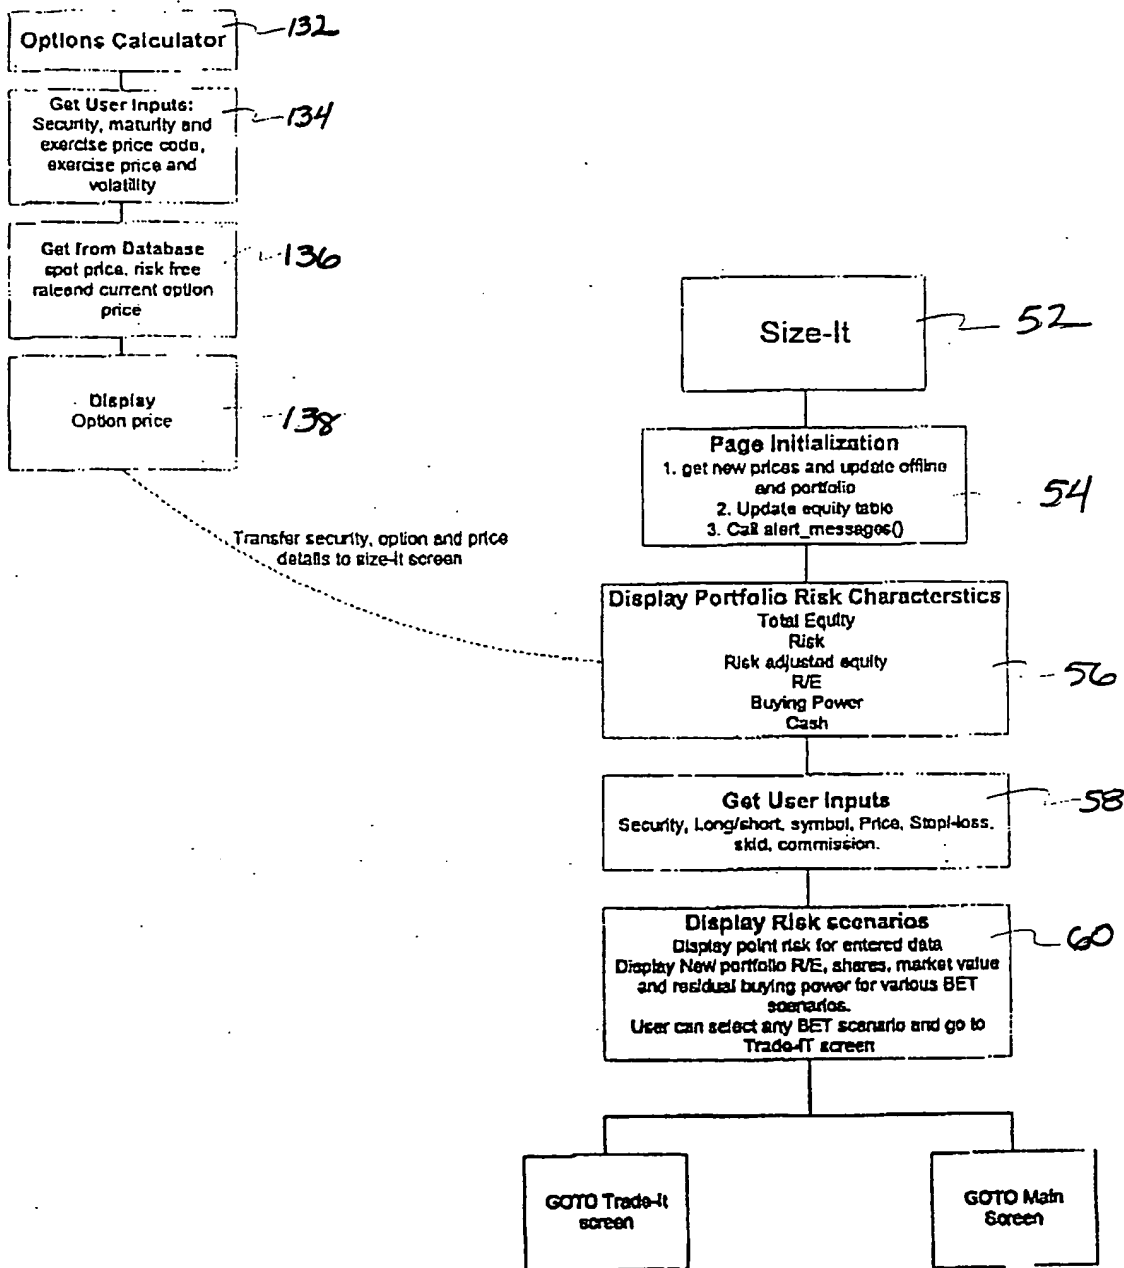 Options Calculator
132
Get User Inputs:
Security, maturity and
exercise price code,
exercise price and
volatility
134
Get from Database
spot price, risk free
rateand current option
price
136
Display
Option price
138
Transfer security, option and price
details to size-it screen
Size-It
52
Page Initialization
1. get new prices and update offline
and portfolio
2. Update equity table
3. Call alert_messages()
54
Display Portfolio Risk Characterstics
Total Equity
Risk
Risk adjusted equity
R/E
Buying Power
Cash
56
Get User Inputs
Security, Long/short, symbol, Price, Stopl-loss,
skid, commission.
58
Display Risk scenarios
Display point risk for entered data
Display New portfolio R/E, shares, market value
and residual buying power for various BET
scenarios.
User can select any BET scenario and go to
Trade-IT screen
60
GOTO Trade-It
screen
GOTO Main
Screen